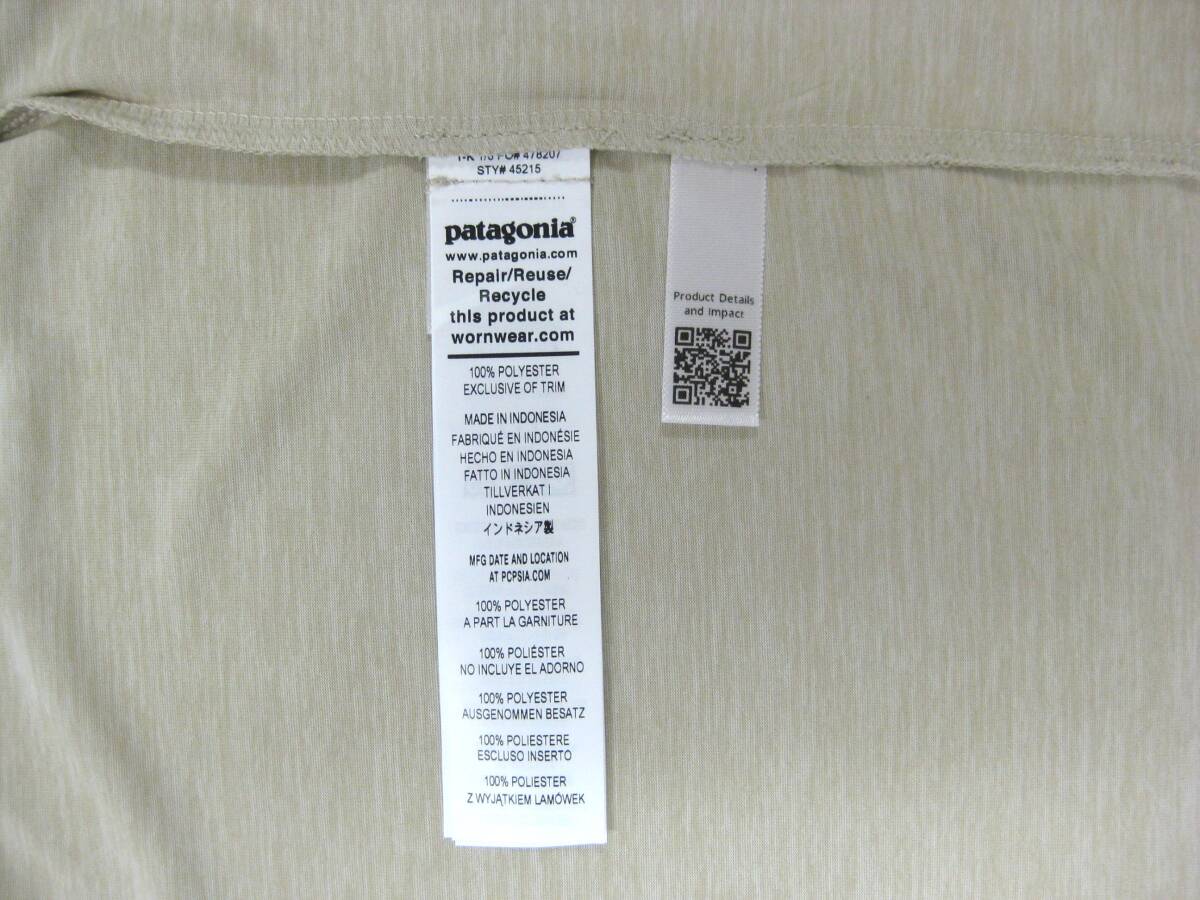 PO# 478207
STY# 45215
patagonia®
www.patagonia.com
Repair/Reuse/
Recycle
this product at
wornwear.com
100% POLYESTER
EXCLUSIVE OF TRIM
MADE IN INDONESIA
FABRIQUÉ EN INDONÉSIE
HECHO EN INDONESIA
FATTO IN INDONESIA
TILLVERKAT I
INDONESIEN
インドネシア製
MFG DATE AND LOCATION
AT PCPSIA.COM
100% POLYESTER
A PART LA GARNITURE
100% POLIÉSTER
NO INCLUYE EL ADORNO
100% POLYESTER
AUSGENOMMEN BESATZ
100% POLIESTERE
ESCLUSO INSERTO
100% POLIESTER
Z WYJĄTKIEM LAMÓWEK
Product Details
and Impact